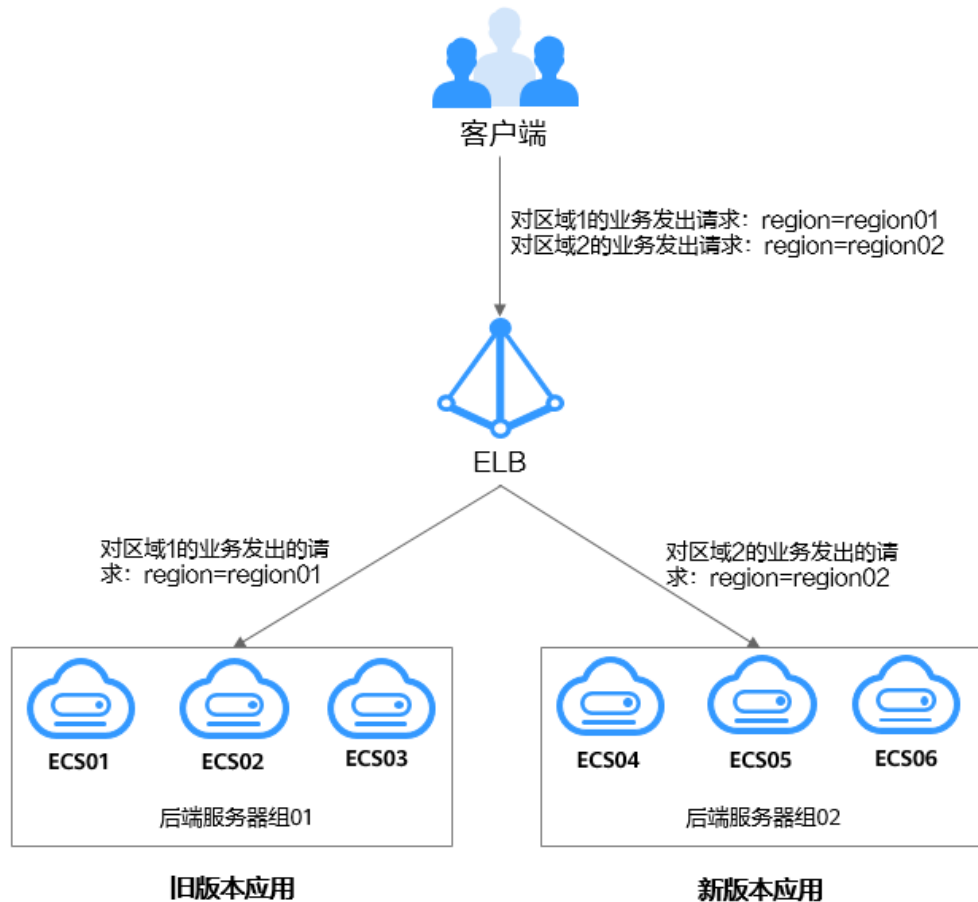 客户端
对区域1的业务发出请求：region=region01
对区域2的业务发出请求：region=region02
ELB
对区域1的业务发出的请
求：region=region01
对区域2的业务发出的请
求：region=region02
ECS01
ECS02
ECS03
后端服务器组01
旧版本应用
ECS04
ECS05
ECS06
后端服务器组02
新版本应用